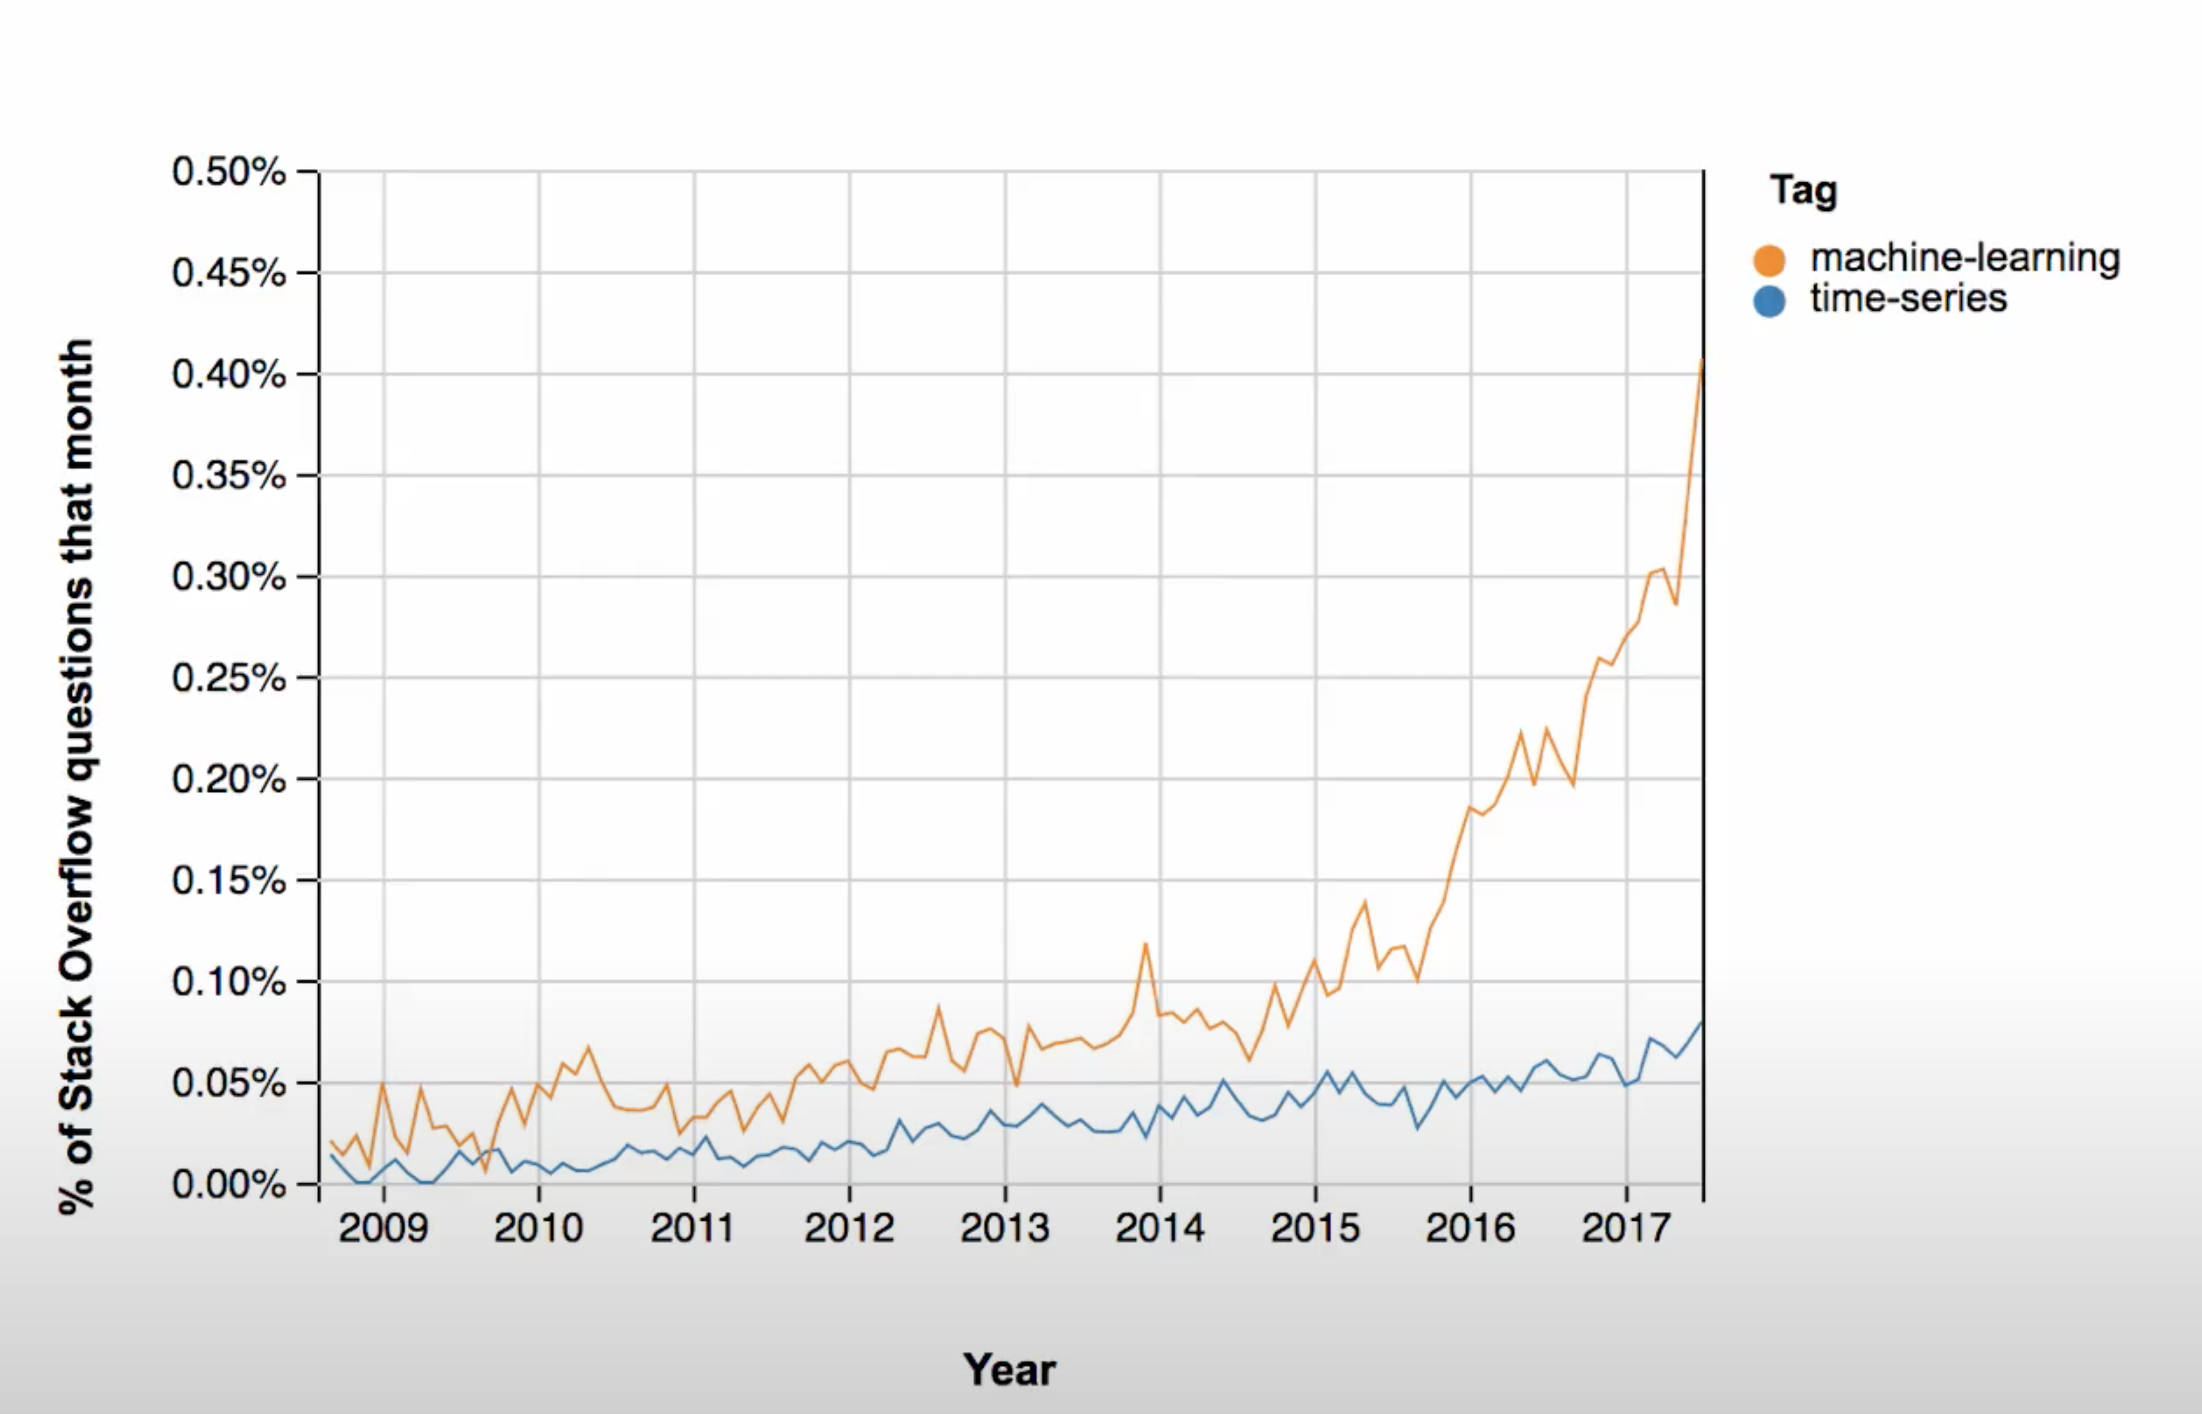 0.50%
0.45%
0.40%
0.35%
0.30%
0.25%
0.20%
0.15%
0.10%
0.05%
0.00%
% of Stack Overflow questions that month
2009 2010 2011 2012 2013 2014 2015 2016 2017
Year
Tag
machine-learning
time-series